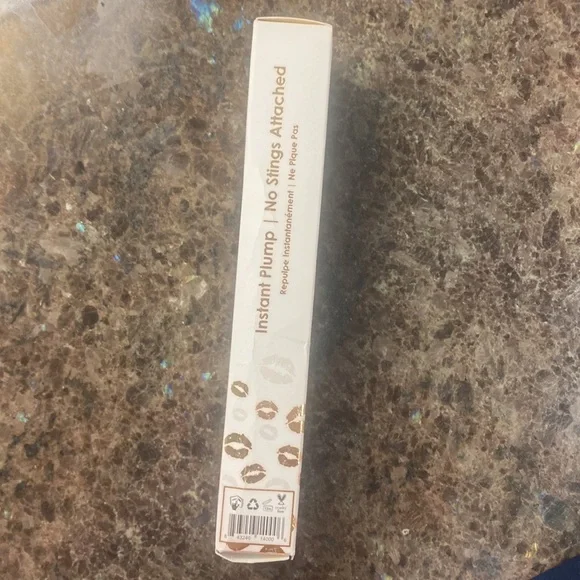 Instant Plump | No Stings Attached
Repulpe Instantanément | Ne Pique Pas